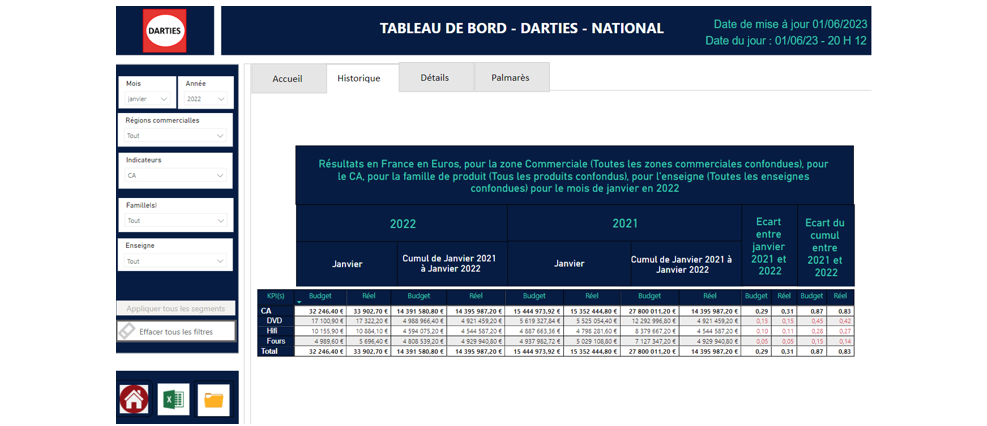 DARTIES
TABLEAU DE BORD - DARTIES - NATIONAL
Date de mise à jour 01/06/2023
Date du jour : 01/06/23 - 20 H 12
Mois
janvier
Année
2022
Régions commerciales
Tout
Indicateurs
CA
Famille(s)
Tout
Enseigne
Tout
Appliquer tous les segments
Effacer tous les filtres
Accueil Historique Détails Palmarès
Résultats en France en Euros, pour la zone Commerciale (Toutes les zones commerciales confondues), pour
le CA, pour la famille de produit (Tous les produits confondus), pour l'enseigne (Toutes les enseignes
confondues) pour le mois de janvier en 2022
2022 2021
Ecart
entre
janvier
2021 et
2022
Ecart du
cumul
entre
2021 et
2022
Janvier
Cumul de Janvier 2021
à Janvier 2022
Janvier
Cumul de Janvier 2021 à
Janvier 2022
KPI(s) Budget Réel Budget Réel Budget Réel Budget Réel Budget Réel Budget Réel
CA 32 246,40 € 33 902,70 € 14 391 580,80 € 14 395 987,20 € 15 444 973,92 € 15 352 444,80 € 27 800 011,20 € 14 395 987,20 € 0,29 0,31 0,87 0,83
DVD 17 100,90 € 17 322,20 € 4 988 966,40 € 4 921 459,20 € 5 619 327,84 € 5 525 054,40 € 12 292 996,80 € 4 921 459,20 € 0,15 0,15 0,45 0,42
Hifi 10 155,90 € 10 884,10 € 4 594 075,20 € 4 544 587,20 € 4 887 663,36 € 4 798 281,60 € 8 379 667,20 € 4 544 587,20 € 0,10 0,11 0,28 0,27
Fours 4 989,60 € 5 696,40 € 4 808 539,20 € 4 929 940,80 € 4 937 982,72 € 5 029 108,80 € 7 127 347,20 € 4 929 940,80 € 0,05 0,05 0,15 0,14
Total 32 246,40 € 33 902,70 € 14 391 580,80 € 14 395 987,20 € 15 444 973,92 € 15 352 444,80 € 27 800 011,20 € 14 395 987,20 € 0,29 0,31 0,87 0,83